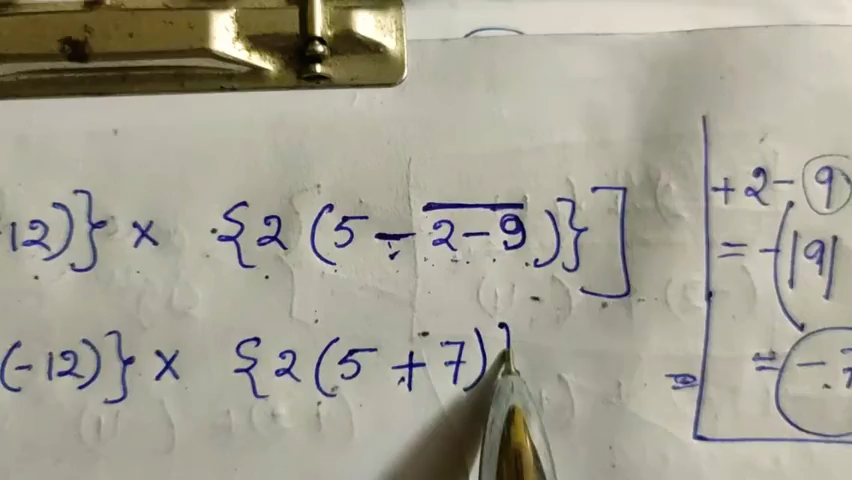 12)} × {2 (5 - 2 - 9)}]
(-12)} × {2 (5 + 7)}
+2 - 9
= -(|9|
= -7